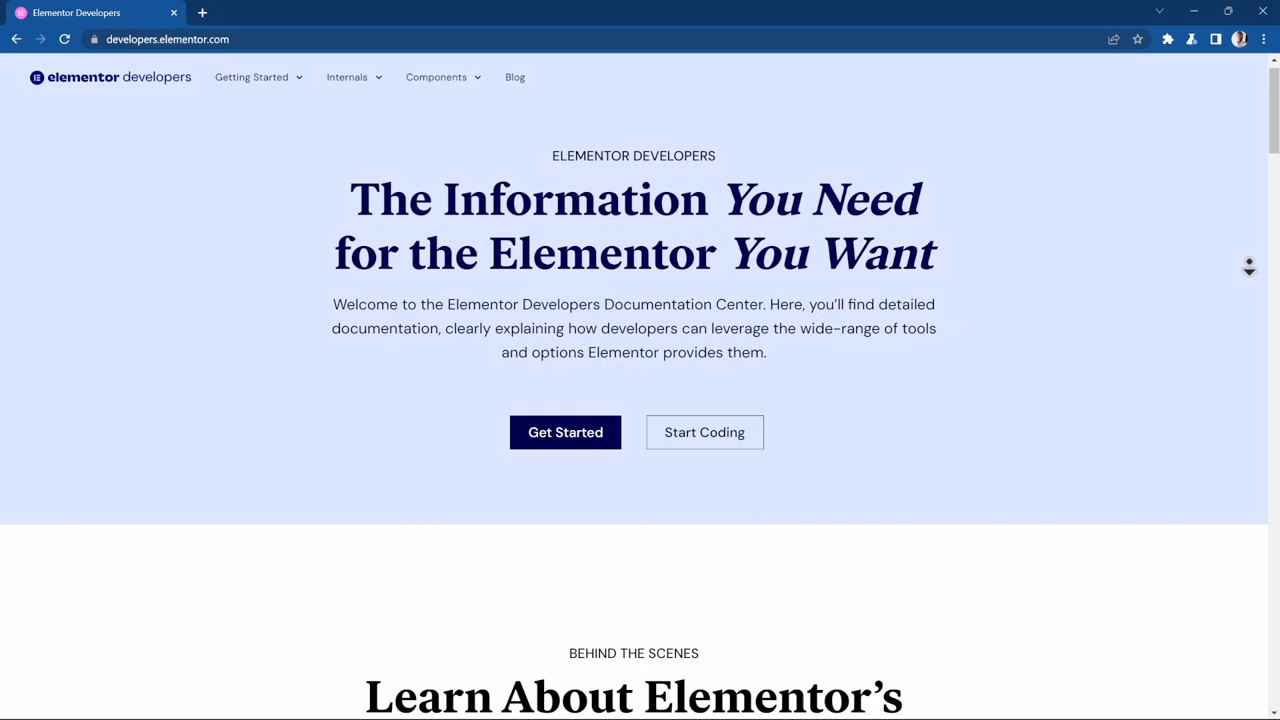 Elementor Developers
developers.elementor.com
elementor developers
Getting Started
Internals
Components
Blog
ELEMENTOR DEVELOPERS
The Information You Need
for the Elementor You Want
Welcome to the Elementor Developers Documentation Center. Here, you'll find detailed
documentation, clearly explaining how developers can leverage the wide-range of tools
and options Elementor provides them.
Get Started
Start Coding
BEHIND THE SCENES
Learn About Elementor's